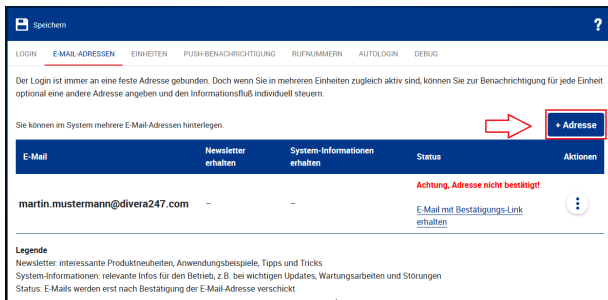 Speichern ?
LOGIN E-MAIL-ADRESSEN EINHEITEN PUSH-BENACHRICHTIGUNG RUFNUMMERN AUTOLOGIN DEBUG
Der Login ist immer an eine feste Adresse gebunden. Doch wenn Sie in mehreren Einheiten zugleich aktiv sind, können Sie zur Benachrichtigung für jede Einheit
optional eine andere Adresse angeben und den Informationsfluß individuell steuern.
Sie können im System mehrere E-Mail-Adressen hinterlegen.
+ Adresse
E-Mail Newsletter erhalten System-Informationen erhalten Status Aktionen
Achtung, Adresse nicht bestätigt!
martin.mustermann@divera247.com – –
E-Mail mit Bestätigungs-Link
erhalten
Legende
Newsletter: interessante Produktneuheiten, Anwendungsbeispiele, Tipps und Tricks
System-Informationen: relevante Infos für den Betrieb, z.B. bei wichtigen Updates, Wartungsarbeiten und Störungen
Status: E-Mails werden erst nach Bestätigung der E-Mail-Adresse verschickt